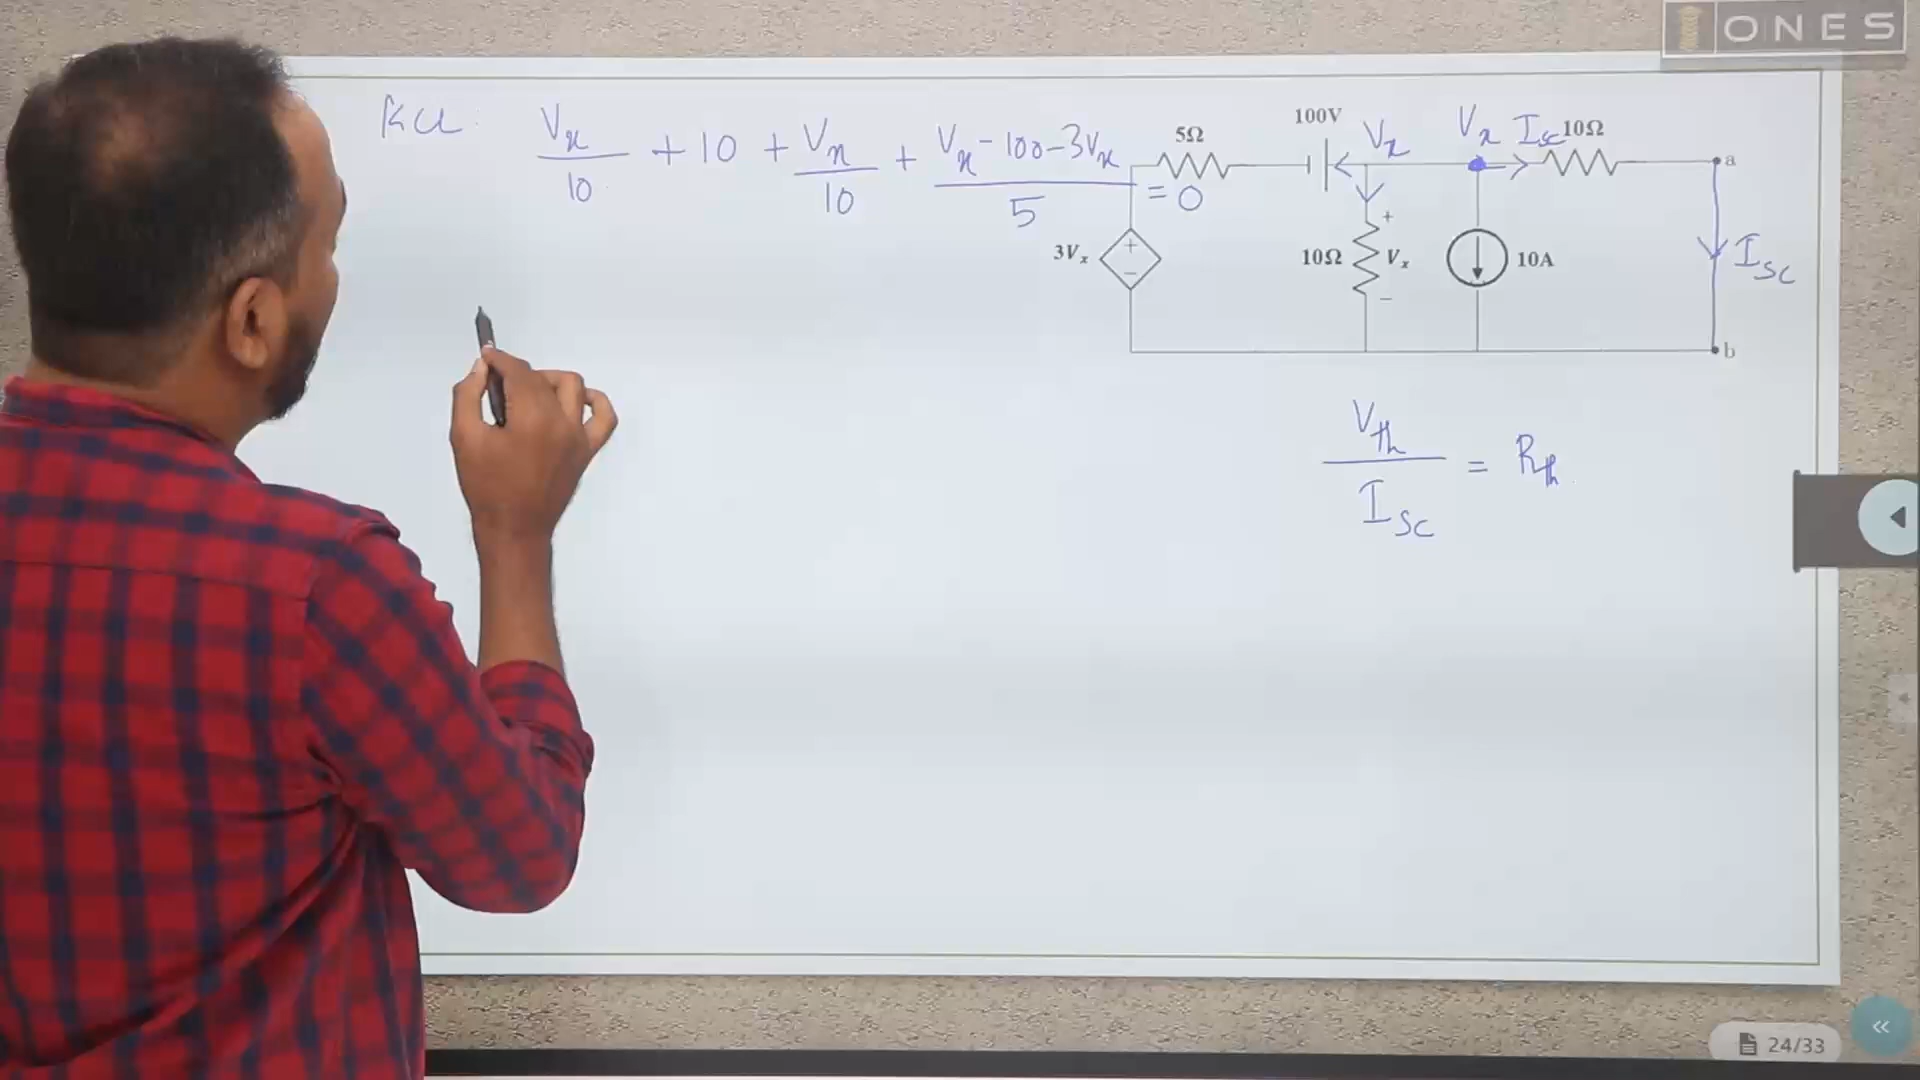 ONES
KCL:
Vx/10 + 10 + Vx/10 + (Vx - 100 - 3Vx)/5 = 0
5Ω
100V
Vx
Vx
Isc
10Ω
a
3Vx
+
−
10Ω
+
Vx
−
10A
Isc
b
Vth/Isc = Rth
24/33